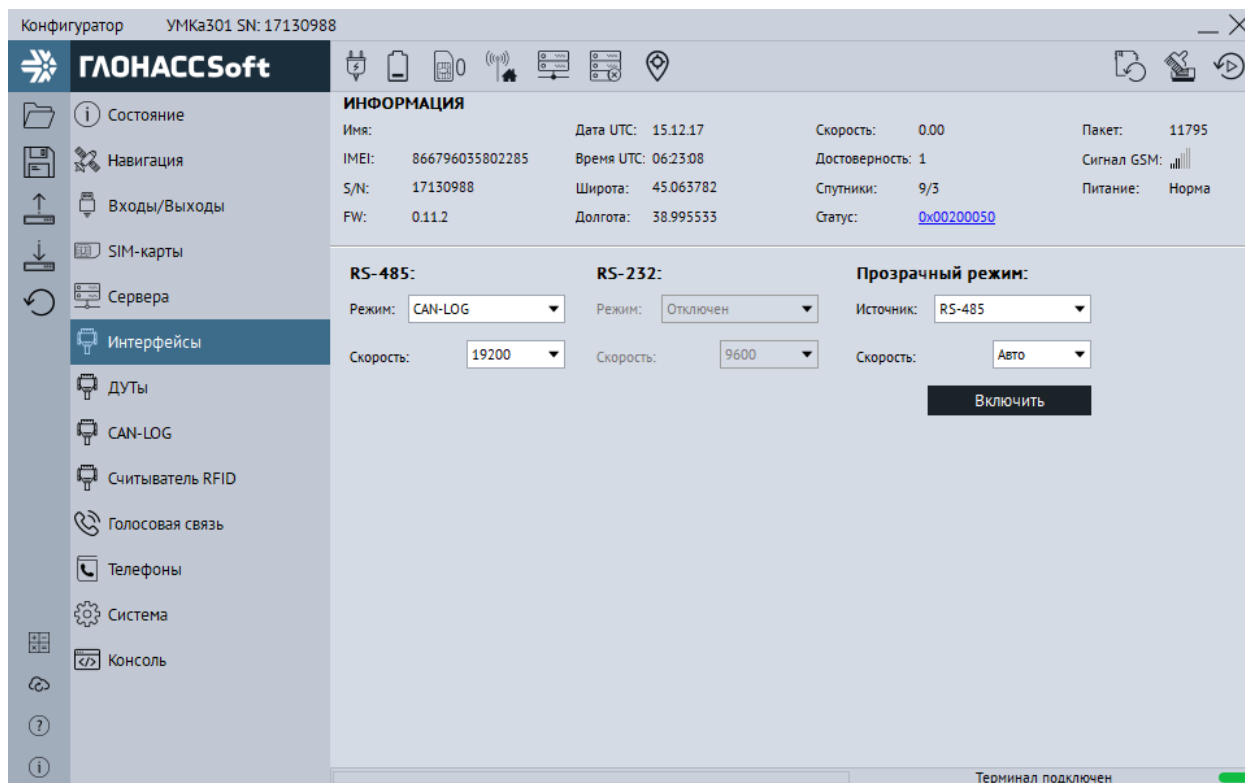 Конфигуратор УМКа301 SN: 17130988
ГЛОНАССSoft
0
Состояние
Навигация
Входы/Выходы
SIM-карты
Сервера
Интерфейсы
ДУТы
CAN-LOG
Считыватель RFID
Голосовая связь
Телефоны
Система
Консоль
ИНФОРМАЦИЯ
Имя: Дата UTC: 15.12.17 Скорость: 0.00 Пакет: 11795
IMEI: 866796035802285 Время UTC: 06:23:08 Достоверность: 1 Сигнал GSM:
S/N: 17130988 Широта: 45.063782 Спутники: 9/3 Питание: Норма
FW: 0.11.2 Долгота: 38.995533 Статус: 0x00200050
RS-485: RS-232: Прозрачный режим:
Режим: CAN-LOG Режим: Отключен Источник: RS-485
Скорость: 19200 Скорость: 9600 Скорость: Авто
Включить
Терминал подключен